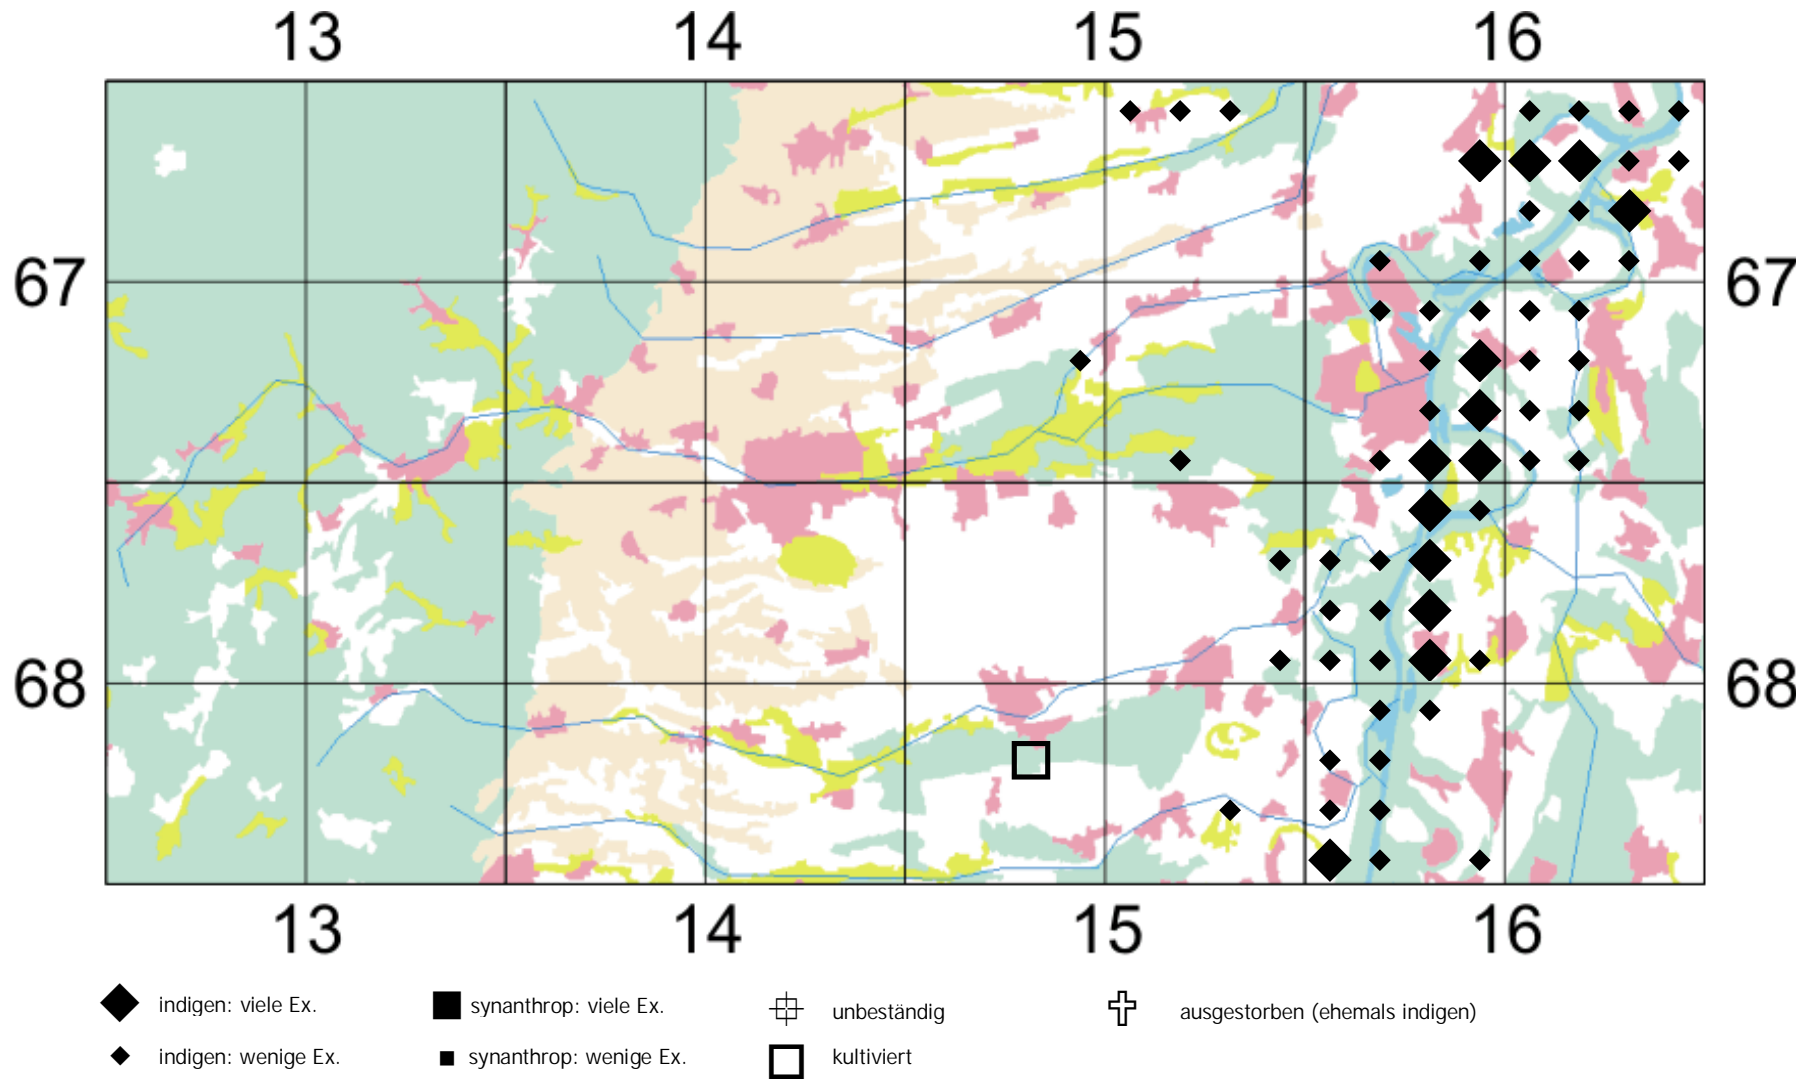 13 14 15 16
67 67
68 68
13 14 15 16
indigen: viele Ex. synanthrop: viele Ex. unbeständig ausgestorben (ehemals indigen)
indigen: wenige Ex. synanthrop: wenige Ex. kultiviert